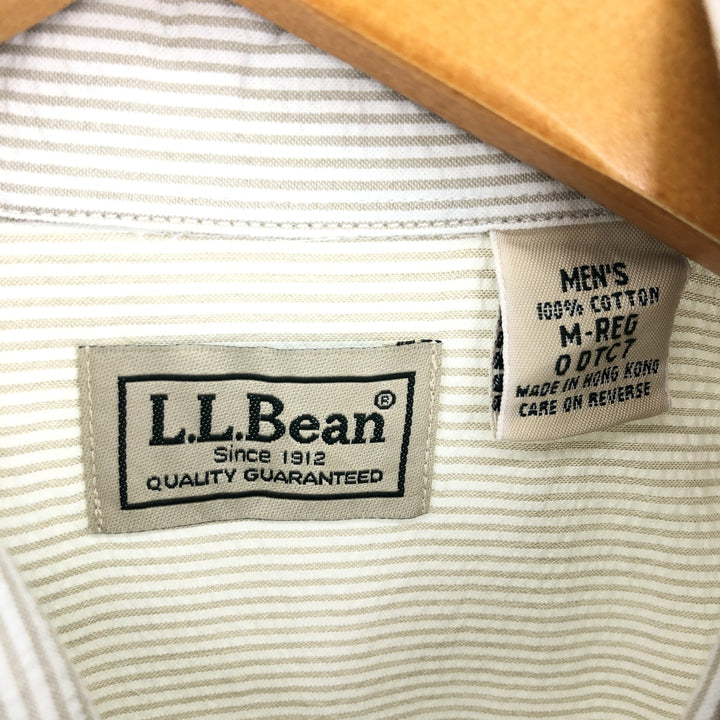 L.L.Bean®
Since 1912
QUALITY GUARANTEED
MEN'S
100% COTTON
M-REG
0 DTC7
MADE IN HONG KONG
CARE ON REVERSE